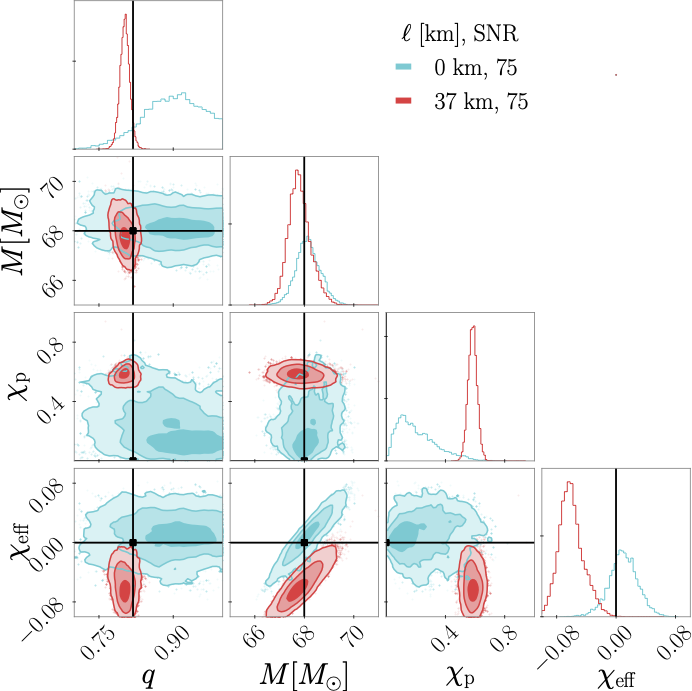 ℓ [km], SNR
0 km, 75
37 km, 75
M[M⊙]
70
68
66
χp
0.8
0.4
χeff
0.08
0.00
−0.08
0.75 0.90 66 68 70 0.4 0.8 −0.08 0.00 0.08
q M[M⊙] χp χeff